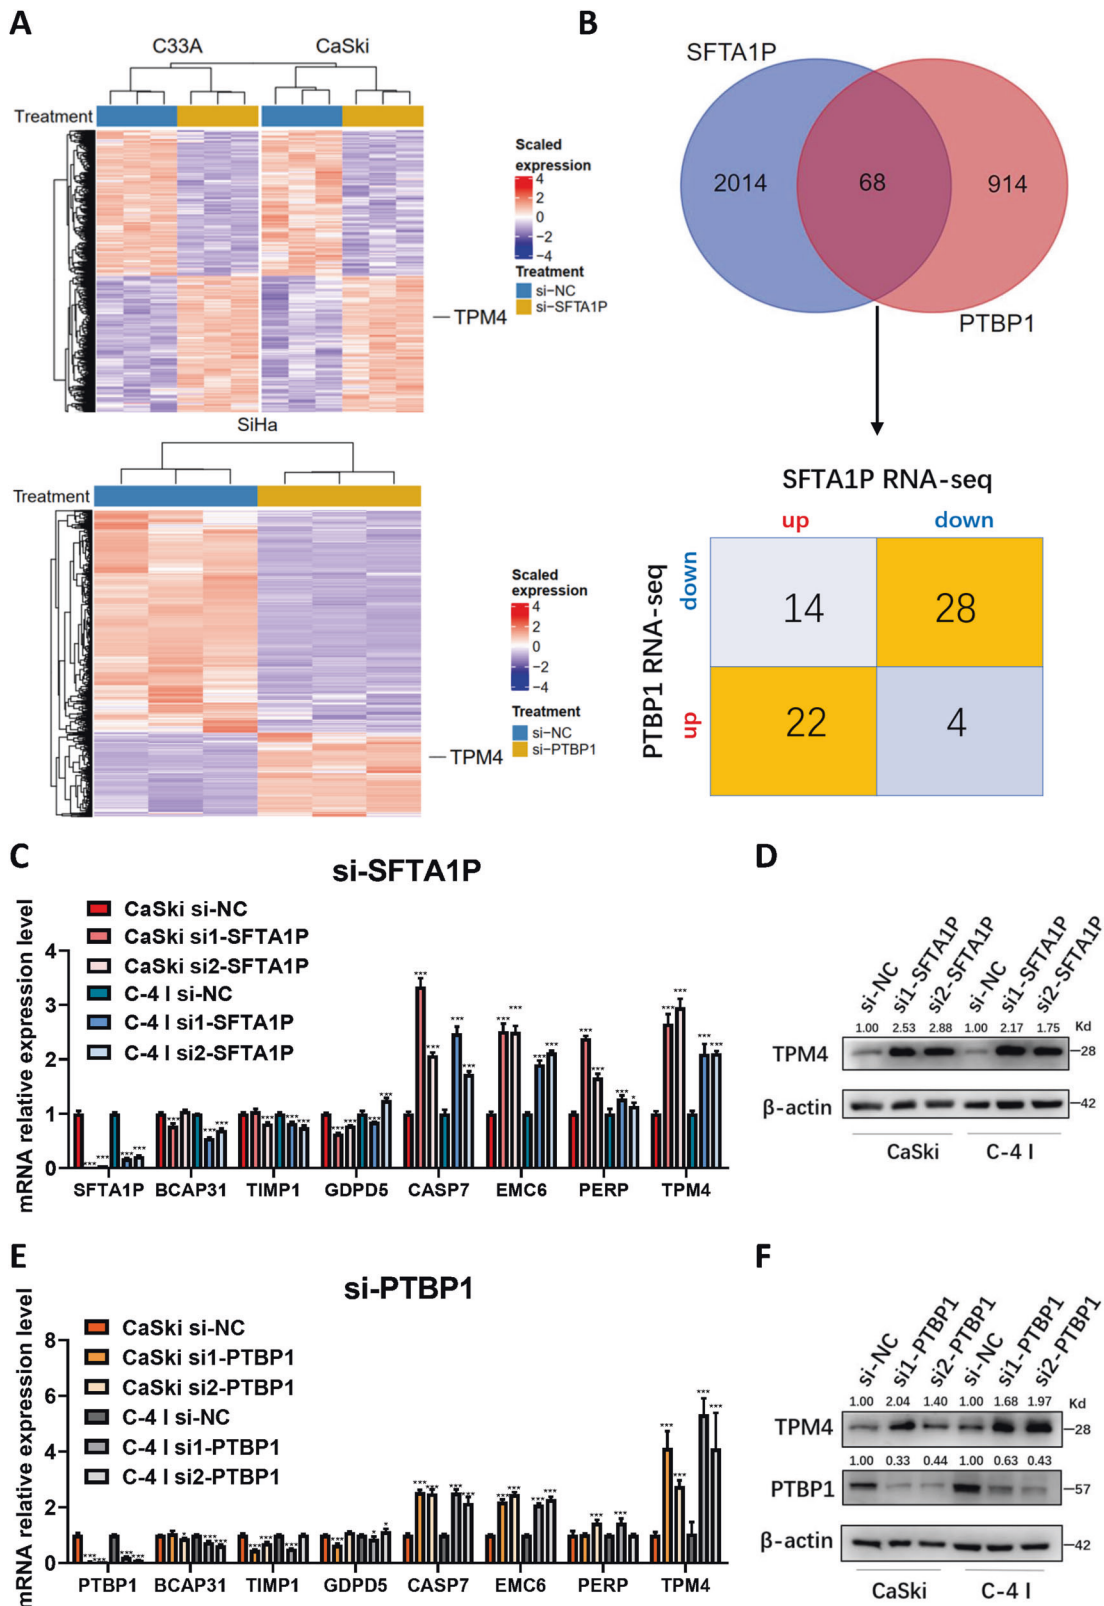 A
C33A
CaSki
Treatment
Scaled
expression
4
2
0
−2
−4
Treatment
si−NC
si−SFTA1P
TPM4
SiHa
Treatment
Scaled
expression
4
2
0
−2
−4
Treatment
si−NC
si−PTBP1
TPM4
B
SFTA1P
2014
68
914
PTBP1
SFTA1P RNA-seq
up
down
PTBP1 RNA-seq
down
up
14
28
22
4
C
si-SFTA1P
CaSki si-NC
CaSki si1-SFTA1P
CaSki si2-SFTA1P
C-4 I si-NC
C-4 I si1-SFTA1P
C-4 I si2-SFTA1P
mRNA relative expression level
4
3
2
1
0
SFTA1P BCAP31 TIMP1 GDPD5 CASP7 EMC6 PERP TPM4
D
si-NC si1-SFTA1P si2-SFTA1P si-NC si1-SFTA1P si2-SFTA1P
1.00 2.53 2.88 1.00 2.17 1.75 Kd
TPM4 28
β-actin 42
CaSki C-4 I
E
si-PTBP1
CaSki si-NC
CaSki si1-PTBP1
CaSki si2-PTBP1
C-4 I si-NC
C-4 I si1-PTBP1
C-4 I si2-PTBP1
mRNA relative expression level
8
6
4
2
0
PTBP1 BCAP31 TIMP1 GDPD5 CASP7 EMC6 PERP TPM4
F
si-NC si1-PTBP1 si2-PTBP1 si-NC si1-PTBP1 si2-PTBP1
1.00 2.04 1.40 1.00 1.68 1.97 Kd
TPM4 28
1.00 0.33 0.44 1.00 0.63 0.43
PTBP1 57
β-actin 42
CaSki C-4 I